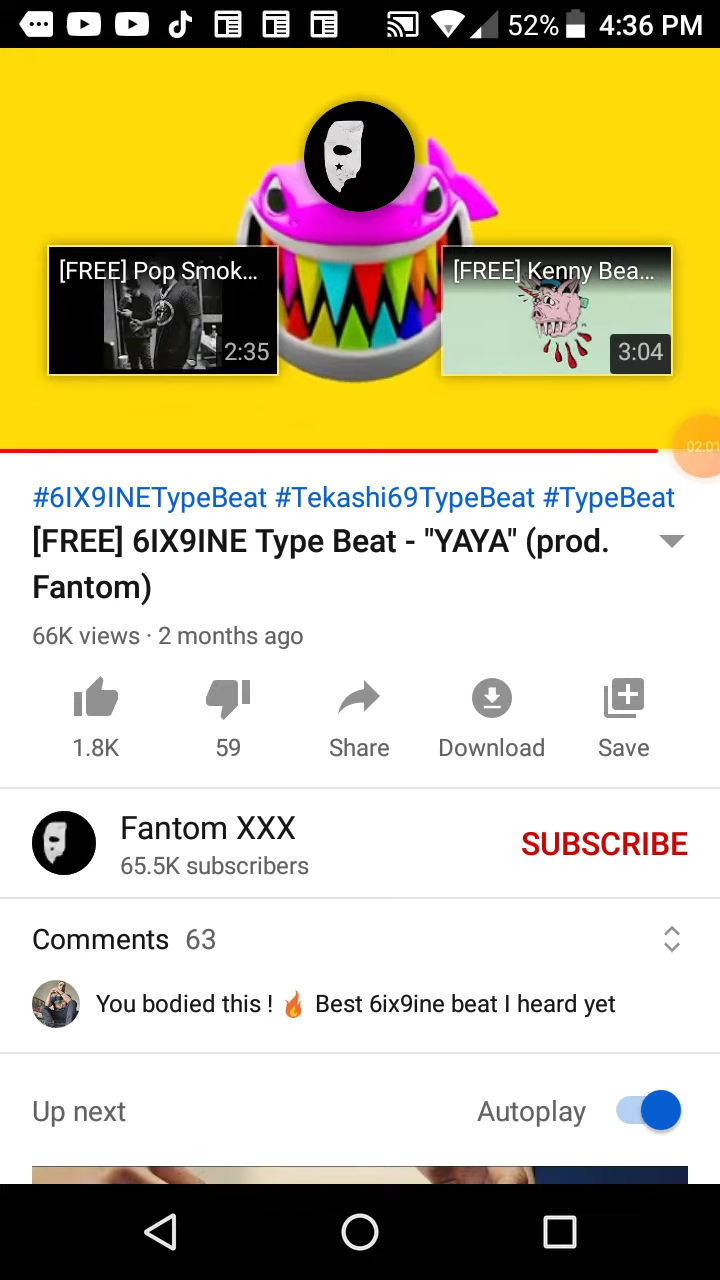 52% 4:36 PM
[FREE] Pop Smok...
2:35
[FREE] Kenny Bea...
3:04
02:01
#6IX9INETypeBeat #Tekashi69TypeBeat #TypeBeat
[FREE] 6IX9INE Type Beat - "YAYA" (prod.
Fantom)
66K views · 2 months ago
1.8K 59 Share Download Save
Fantom XXX
65.5K subscribers
SUBSCRIBE
Comments 63
You bodied this ! 🔥 Best 6ix9ine beat I heard yet
Up next Autoplay